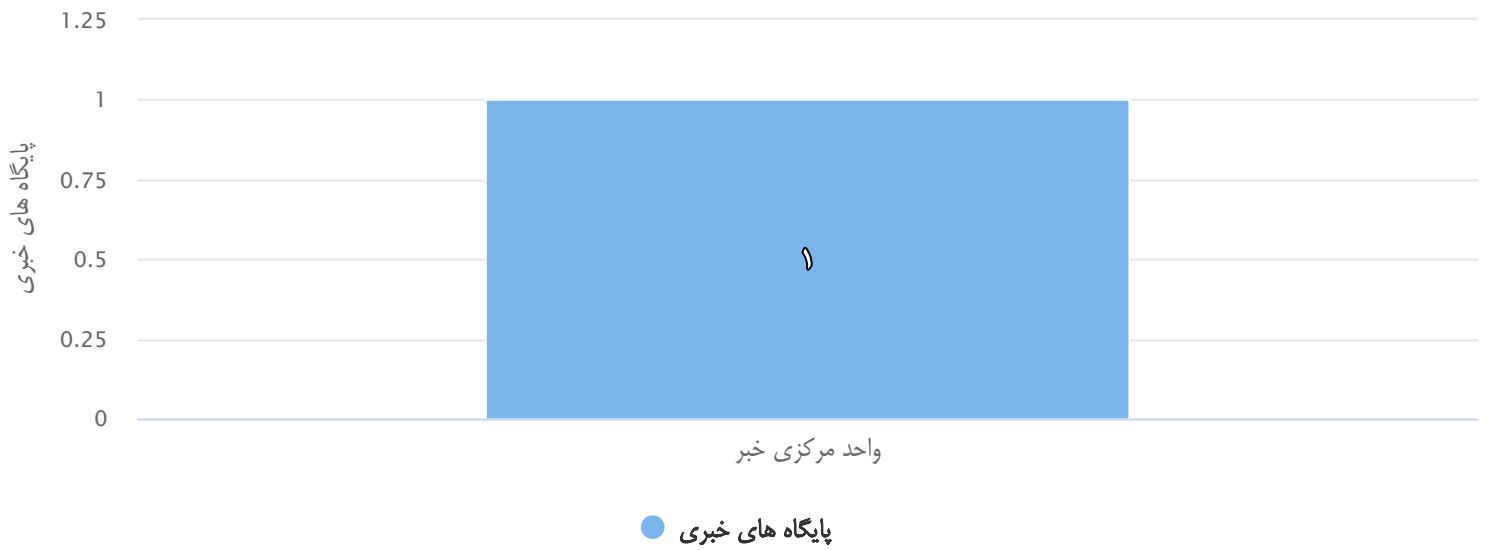 1.25
1
0.75
0.5
0.25
0
پایگاه های خبری
۱
واحد مرکزی خبر
پایگاه های خبری